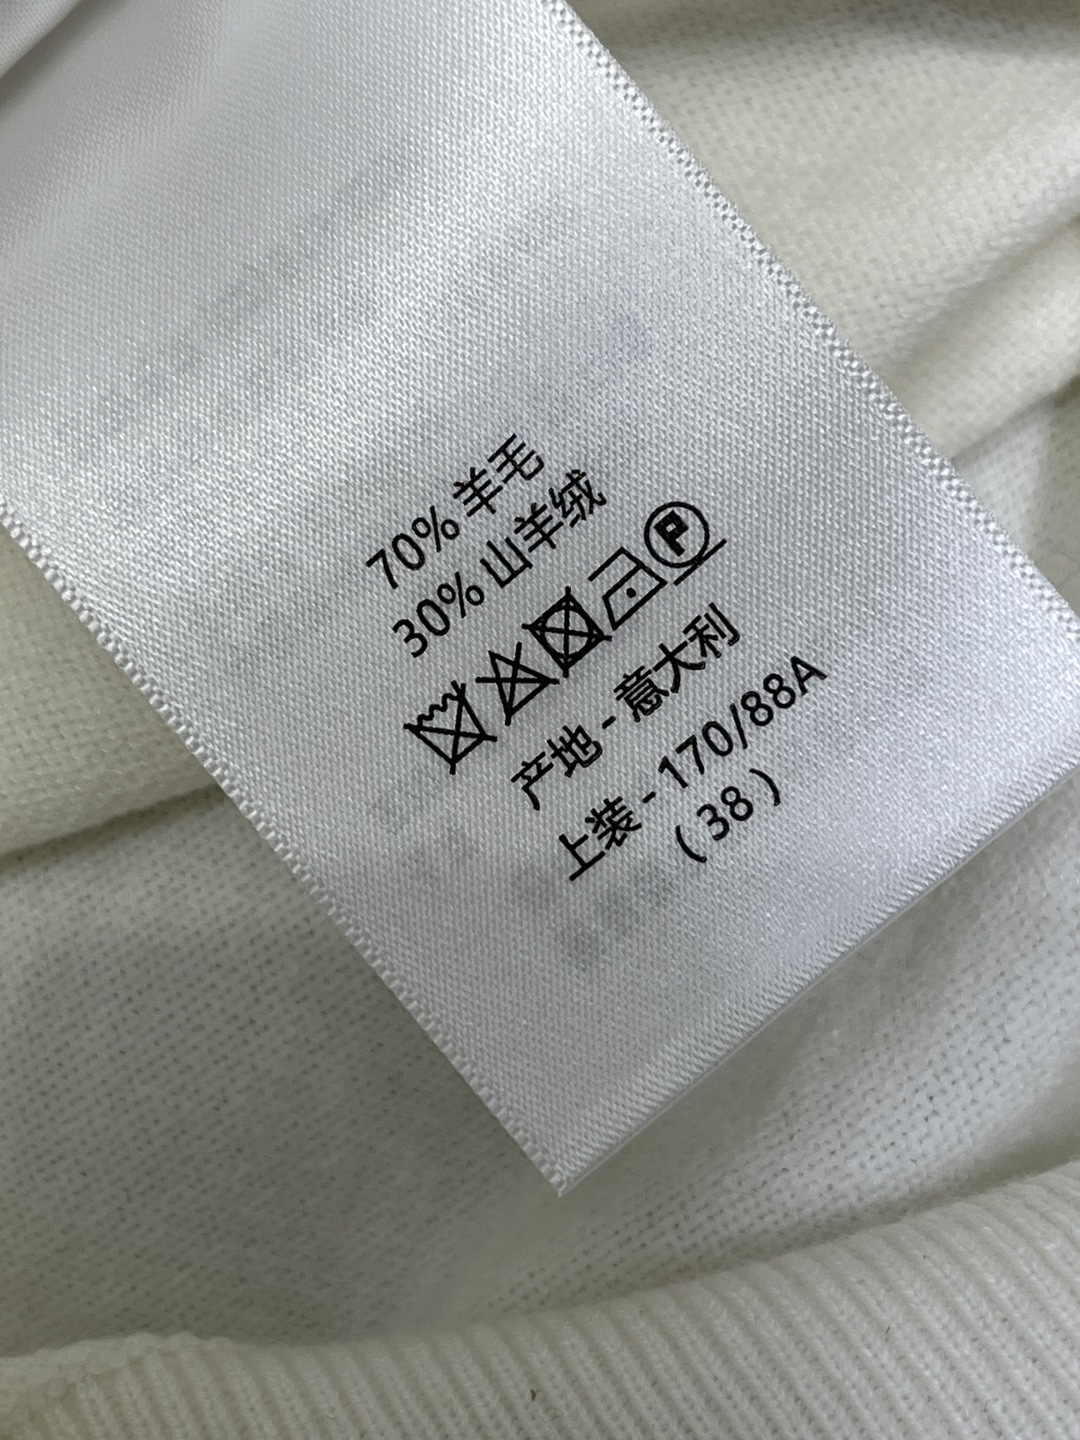 70% 羊毛
30% 山羊绒
P
产地 - 意大利
上装 - 170/88A
( 38 )